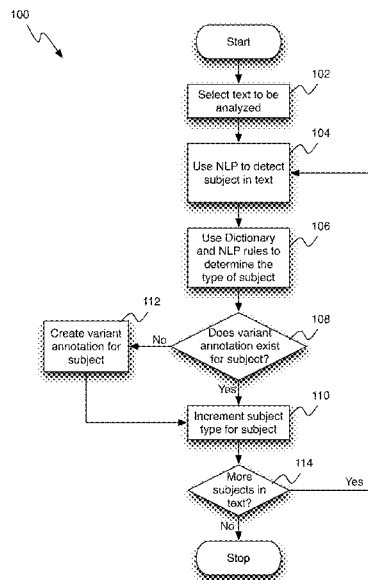 100
Start
102
Select text to be
analyzed
104
Use NLP to detect
subject in text
106
Use Dictionary
and NLP rules to
determine the
type of subject
112
Create variant
annotation for
subject
108
Does variant
annotation exist
for subject?
No
Yes
110
Increment subject
type for subject
114
More
subjects in
text?
Yes
No
Stop